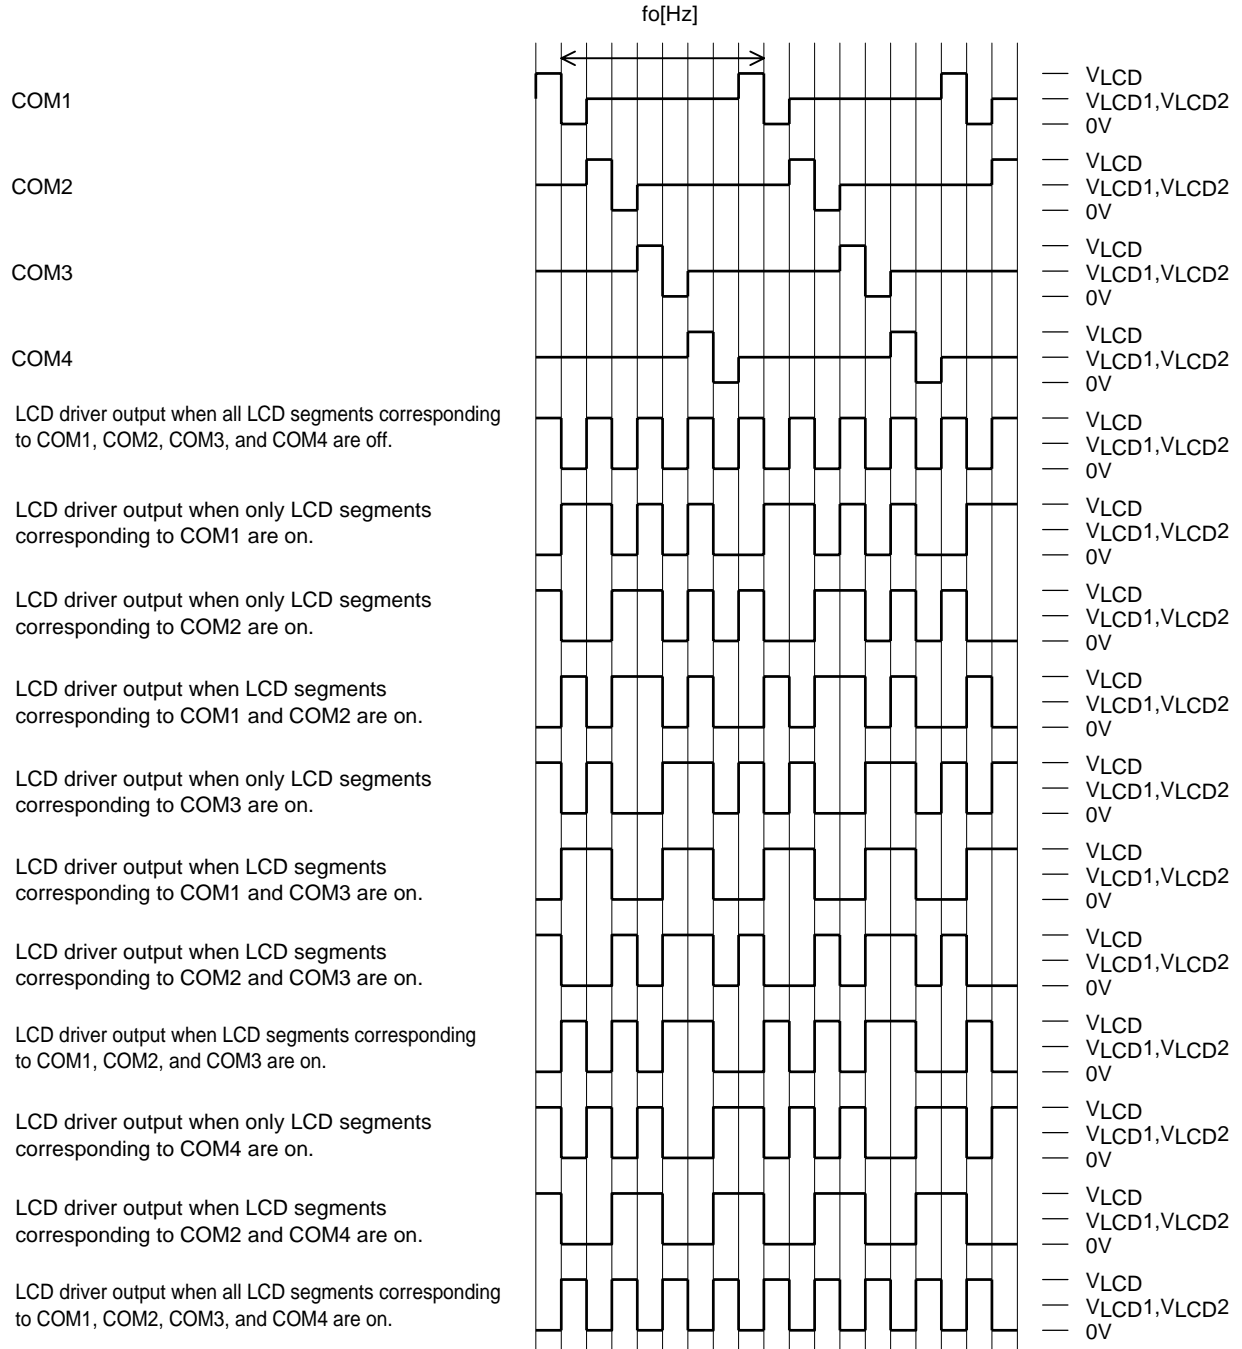 fo[Hz]
COM1
VLCD
VLCD1,VLCD2
0V
COM2
VLCD
VLCD1,VLCD2
0V
COM3
VLCD
VLCD1,VLCD2
0V
COM4
VLCD
VLCD1,VLCD2
0V
LCD driver output when all LCD segments corresponding
to COM1, COM2, COM3, and COM4 are off.
VLCD
VLCD1,VLCD2
0V
LCD driver output when only LCD segments
corresponding to COM1 are on.
VLCD
VLCD1,VLCD2
0V
LCD driver output when only LCD segments
corresponding to COM2 are on.
VLCD
VLCD1,VLCD2
0V
LCD driver output when LCD segments
corresponding to COM1 and COM2 are on.
VLCD
VLCD1,VLCD2
0V
LCD driver output when only LCD segments
corresponding to COM3 are on.
VLCD
VLCD1,VLCD2
0V
LCD driver output when LCD segments
corresponding to COM1 and COM3 are on.
VLCD
VLCD1,VLCD2
0V
LCD driver output when LCD segments
corresponding to COM2 and COM3 are on.
VLCD
VLCD1,VLCD2
0V
LCD driver output when LCD segments corresponding
to COM1, COM2, and COM3 are on.
VLCD
VLCD1,VLCD2
0V
LCD driver output when only LCD segments
corresponding to COM4 are on.
VLCD
VLCD1,VLCD2
0V
LCD driver output when LCD segments
corresponding to COM2 and COM4 are on.
VLCD
VLCD1,VLCD2
0V
LCD driver output when all LCD segments corresponding
to COM1, COM2, COM3, and COM4 are on.
VLCD
VLCD1,VLCD2
0V